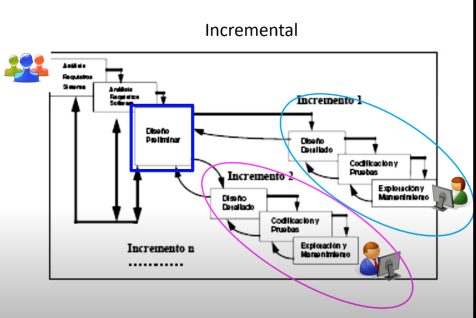 Incremental
Análisis
Requisitos
Sistema
Análisis
Requisitos
Software
Diseño
Preliminar
Incremento 1
Diseño
Detallado
Codificación y
Pruebas
Explotación y
Mantenimiento
Incremento 2
Diseño
Detallado
Codificación y
Pruebas
Explotación y
Mantenimiento
Incremento n
............